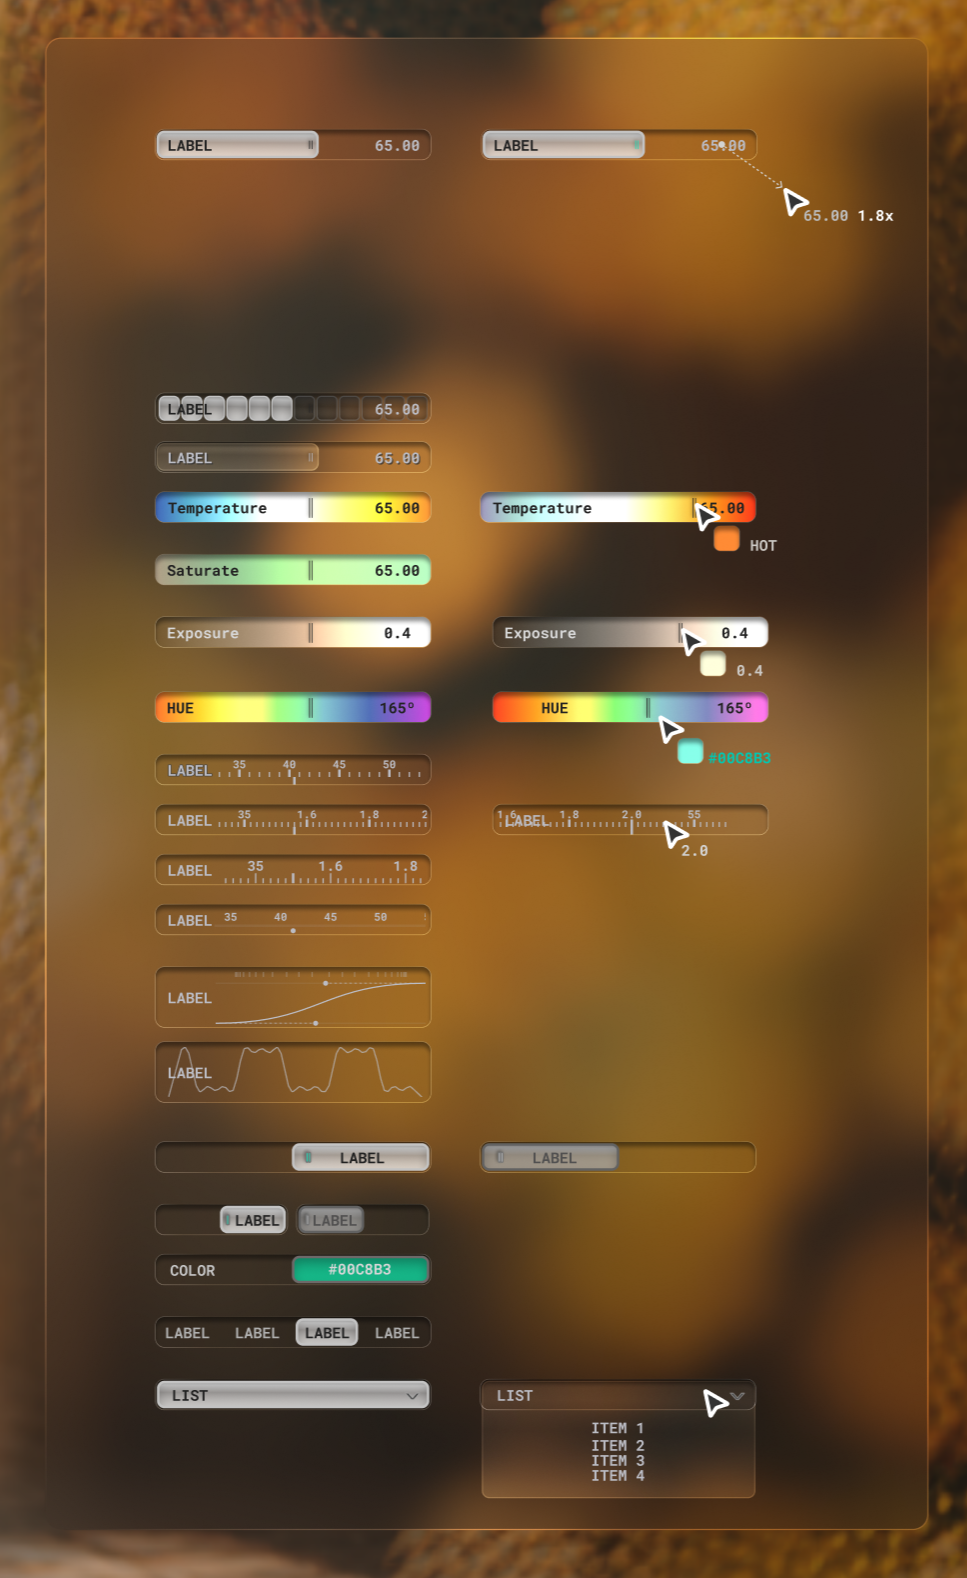 LABEL 65.00
LABEL 65.00
65.00 1.8x
LABEL 65.00
LABEL 65.00
Temperature 65.00
Temperature 65.00
HOT
Saturate 65.00
Exposure 0.4
Exposure 0.4
0.4
HUE 165°
HUE 165°
#00C8B3
LABEL 35 40 45 50
LABEL 35 1.6 1.8 2
LABEL 1.6 1.8 2.0 55
2.0
LABEL 35 1.6 1.8
LABEL 35 40 45 50
LABEL
LABEL
LABEL
LABEL
LABEL LABEL
COLOR #00C8B3
LABEL LABEL LABEL LABEL
LIST
LIST
ITEM 1
ITEM 2
ITEM 3
ITEM 4